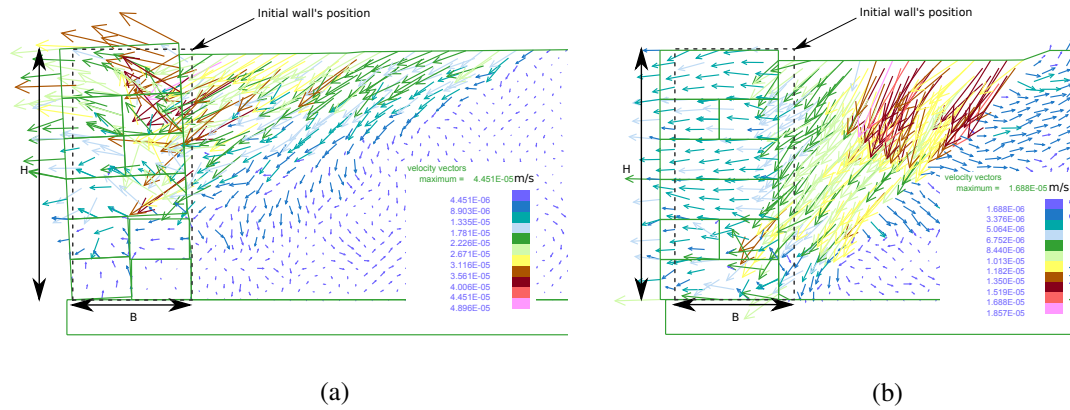 Initial wall's position
H
B
velocity vectors
maximum = 4.451E-05 m/s
4.451E-06
8.903E-06
1.335E-05
1.781E-05
2.226E-05
2.671E-05
3.116E-05
3.561E-05
4.006E-05
4.451E-05
4.896E-05
(a)
Initial wall's position
H
B
velocity vectors
maximum = 1.688E-05 m/s
1.688E-06
3.376E-06
5.064E-06
6.752E-06
8.440E-06
1.013E-05
1.182E-05
1.350E-05
1.519E-05
1.688E-05
1.857E-05
(b)